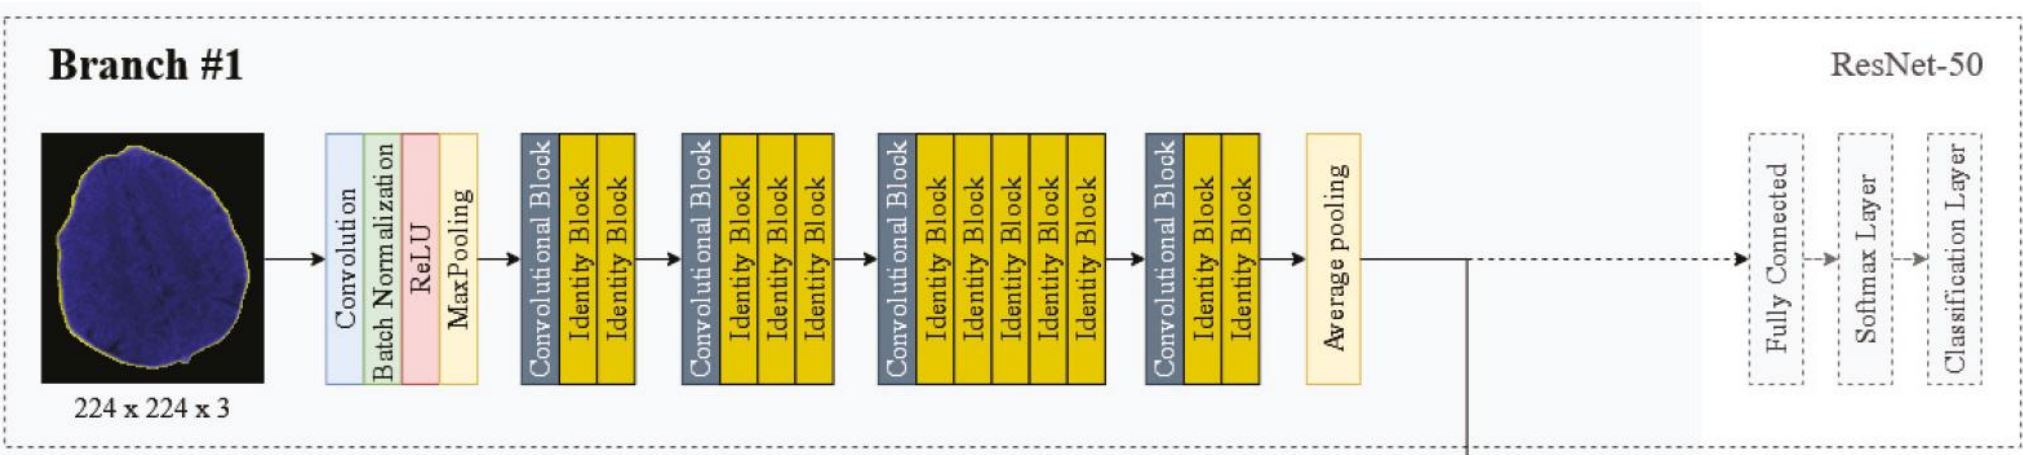 Branch #1
ResNet-50
Convolution
Batch Normalization
ReLU
MaxPooling
Convolutional Block
Identity Block
Identity Block
Convolutional Block
Identity Block
Identity Block
Identity Block
Convolutional Block
Identity Block
Identity Block
Identity Block
Identity Block
Identity Block
Convolutional Block
Identity Block
Identity Block
Average pooling
Fully Connected
Softmax Layer
Classification Layer
224 x 224 x 3